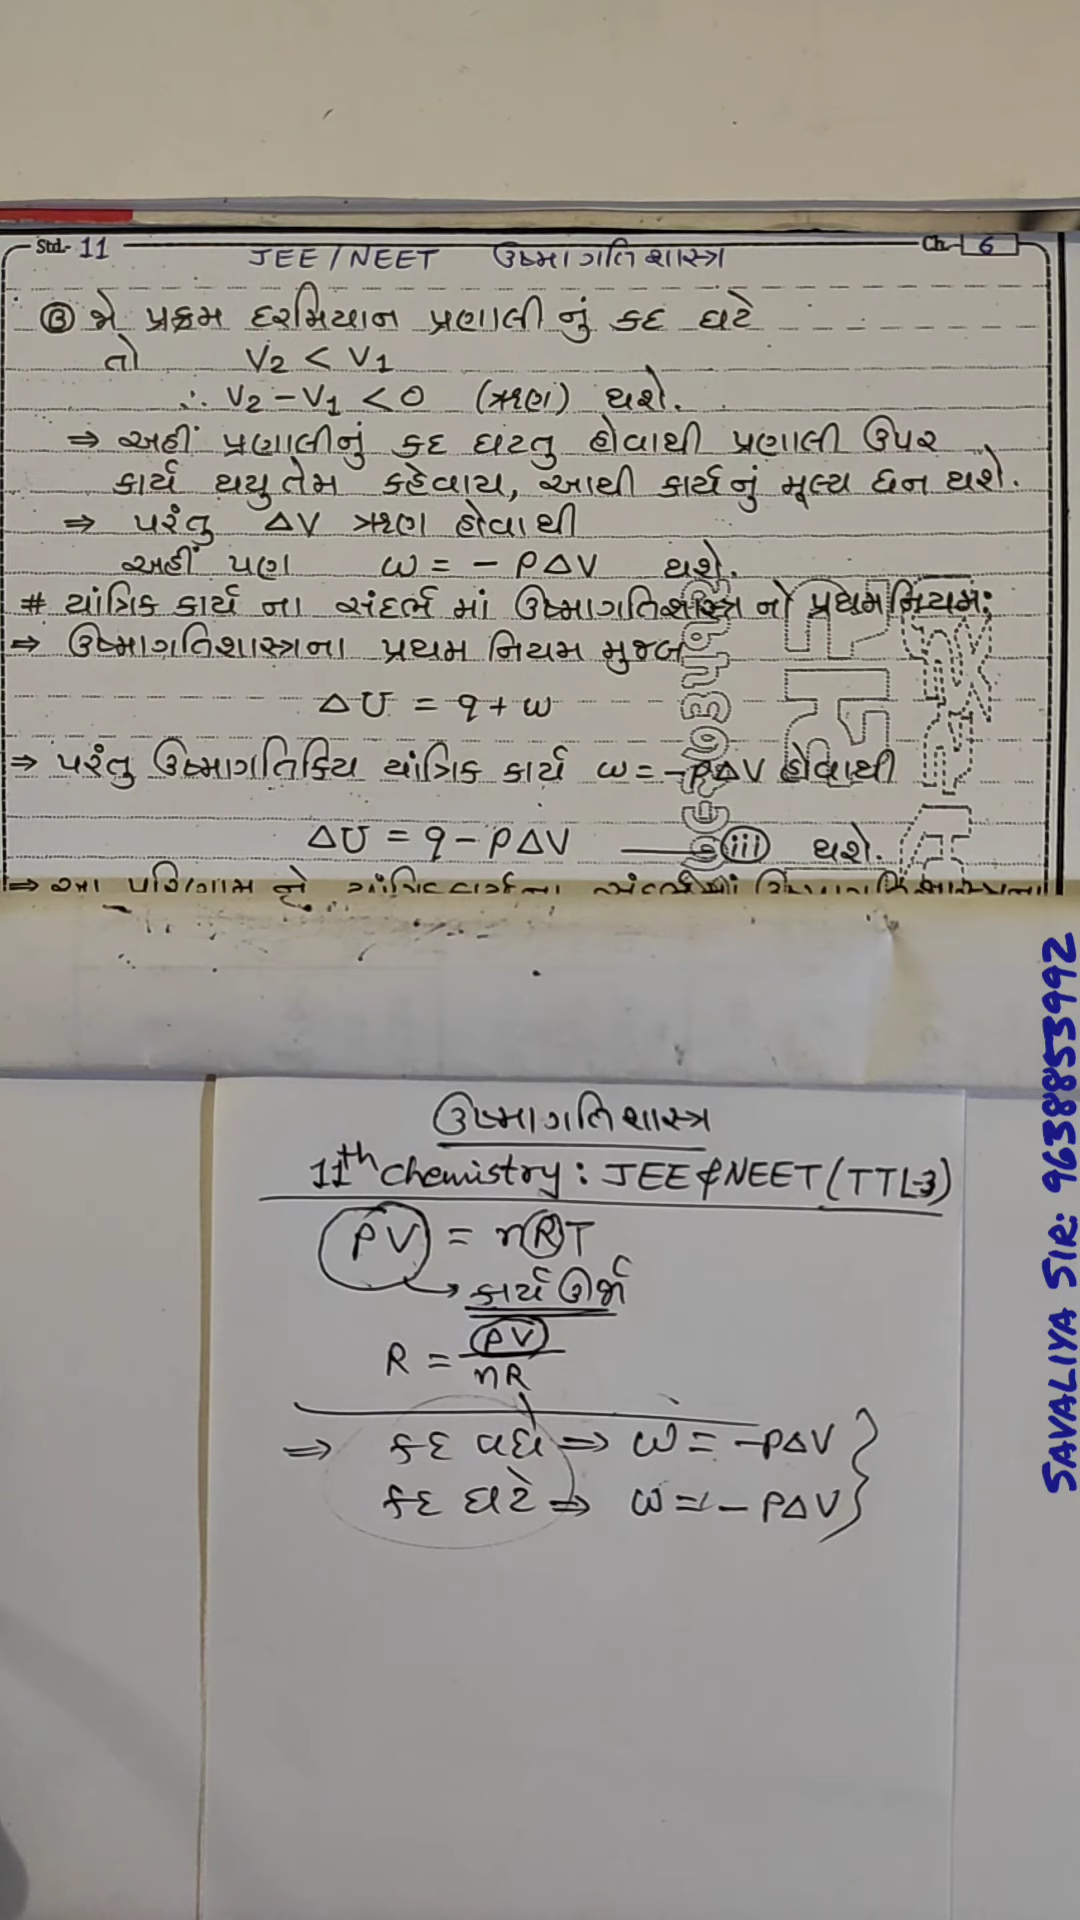 Std.- 11 JEE / NEET ઉષ્માગતિશાસ્ત્ર Ch.- 6
(B) જો પ્રક્રમ દરમિયાન પ્રણાલી નું કદ ઘટે
તો V₂ < V₁
∴ V₂ - V₁ < 0 (ઋણ) થશે.
⇒ અહીં પ્રણાલીનું કદ ઘટતુ હોવાથી પ્રણાલી ઉપર
કાર્ય થયુ તેમ કહેવાય, આથી કાર્ય નું મૂલ્ય ધન થશે.
⇒ પરંતુ ΔV ઋણ હોવાથી
અહીં પણ w = - PΔV થશે.
# યાંત્રિક કાર્ય ના સંદર્ભ માં ઉષ્માગતિશાસ્ત્ર નો પ્રથમ નિયમ:
⇒ ઉષ્માગતિશાસ્ત્રના પ્રથમ નિયમ મુજબ
ΔU = q + w
⇒ પરંતુ ઉષ્માગતિકિય યાંત્રિક કાર્ય w = -PΔV હોવાથી
ΔU = q - PΔV —— (iii) થશે.
⇒ આ પરિણામ ને યાંત્રિક કાર્યના સંદર્ભમાં
ઉષ્માગતિશાસ્ત્ર
11th chemistry: JEE & NEET (TTL-3)
PV = nRT
→ કાર્ય ઊર્જા
R = PV / nR
⇒ કદ વધે ⇒ w = -PΔV
કદ ઘટે ⇒ w = - PΔV
SAVALIYA SIR: 9638853992